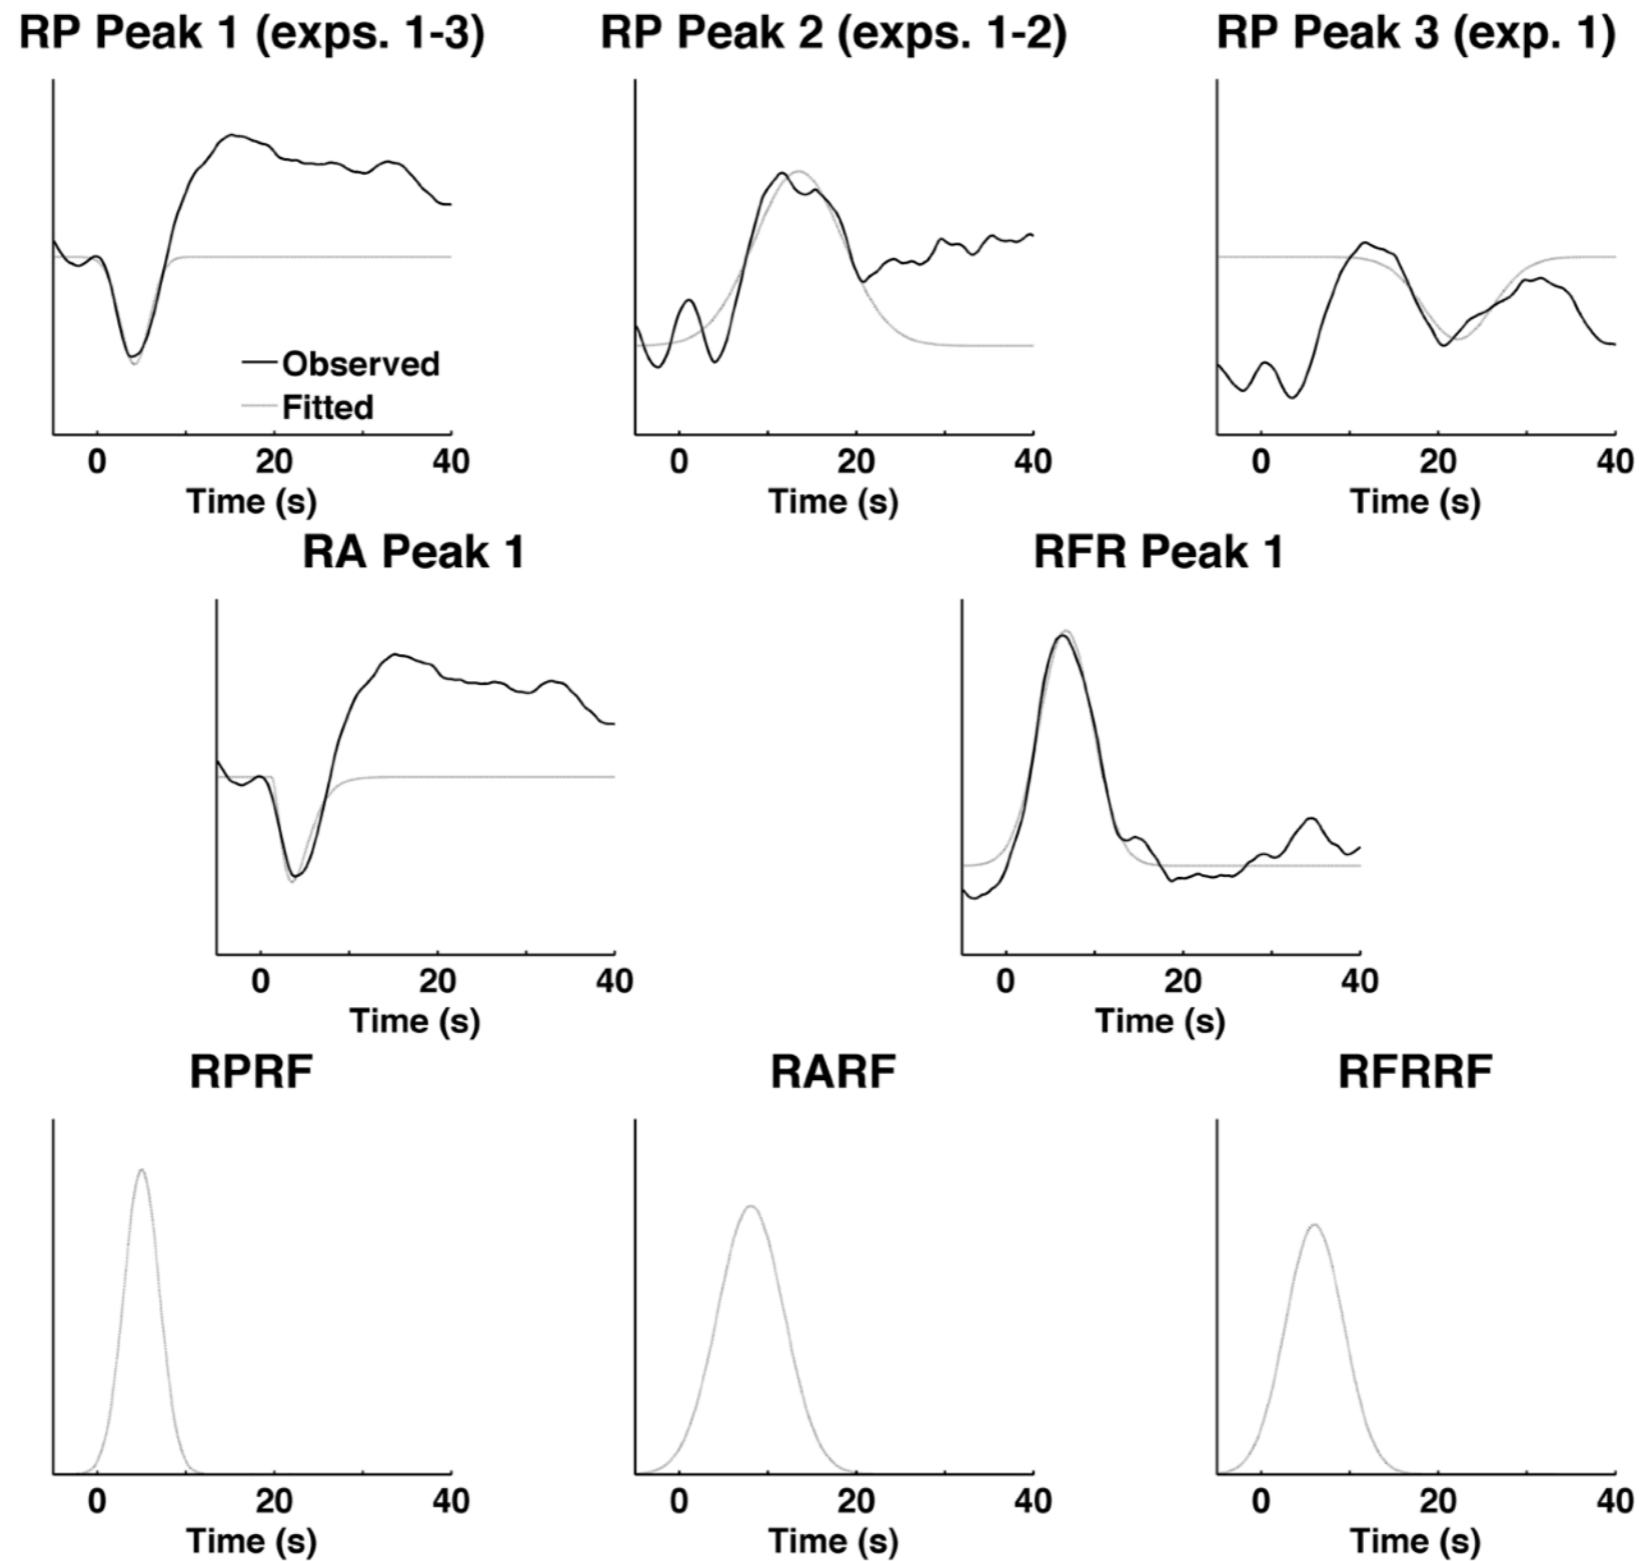 RP Peak 1 (exps. 1-3) RP Peak 2 (exps. 1-2) RP Peak 3 (exp. 1)
Observed
Fitted
0 20 40 0 20 40 0 20 40
Time (s) Time (s) Time (s)
RA Peak 1 RFR Peak 1
0 20 40 0 20 40
Time (s) Time (s)
RPRF RARF RFRRF
0 20 40 0 20 40 0 20 40
Time (s) Time (s) Time (s)